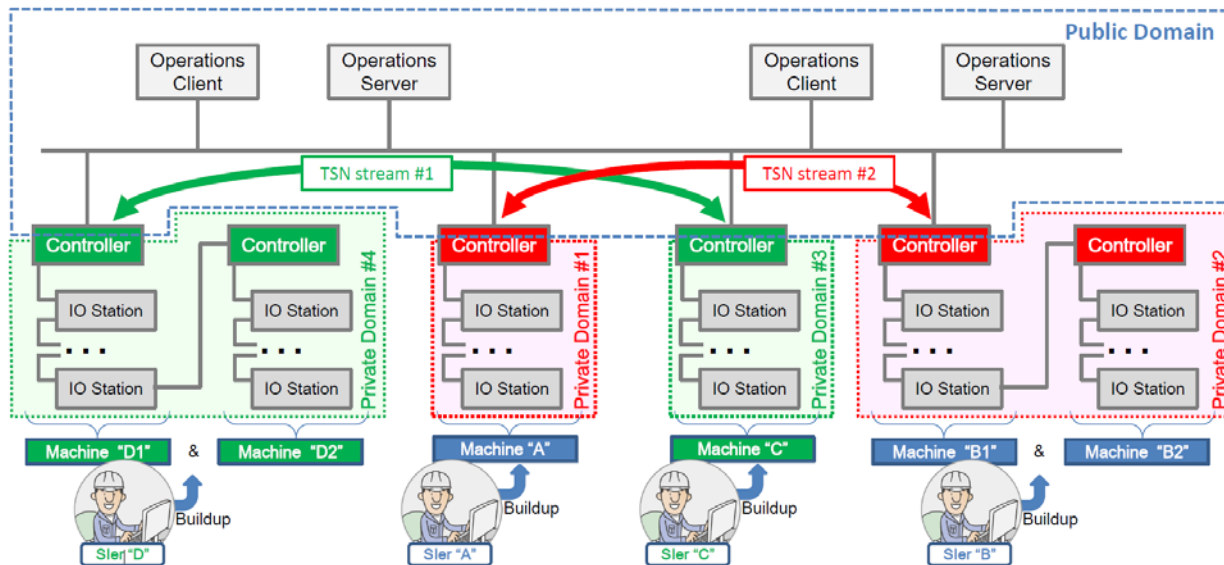 Public Domain
Operations
Client
Operations
Server
Operations
Client
Operations
Server
TSN stream #1
TSN stream #2
Controller
Controller
Controller
Controller
Controller
Controller
IO Station
IO Station
IO Station
IO Station
IO Station
IO Station
...
...
...
...
...
...
IO Station
IO Station
IO Station
IO Station
IO Station
IO Station
Private Domain #4
Private Domain #1
Private Domain #3
Private Domain #2
Machine “D1”
&
Machine “D2”
Machine “A”
Machine “C”
Machine “B1”
&
Machine “B2”
Buildup
Buildup
Buildup
Buildup
SIer “D”
SIer “A”
SIer “C”
SIer “B”